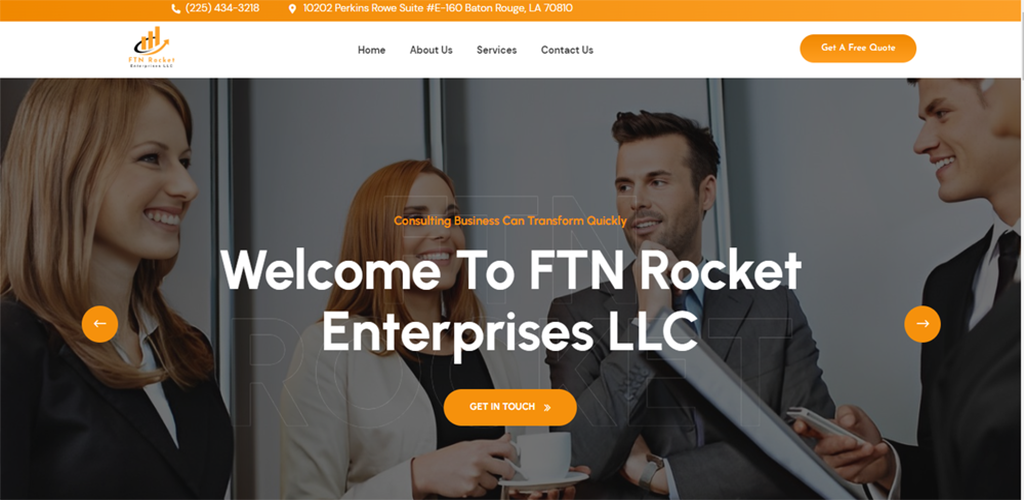 (225) 434-3218 10202 Perkins Rowe Suite #E-160 Baton Rouge, LA 70810
FTN Rocket
Enterprises LLC
Home About Us Services Contact Us
Get A Free Quote
FTN
ROCKET
Consulting Business Can Transform Quickly
Welcome To FTN Rocket
Enterprises LLC
GET IN TOUCH